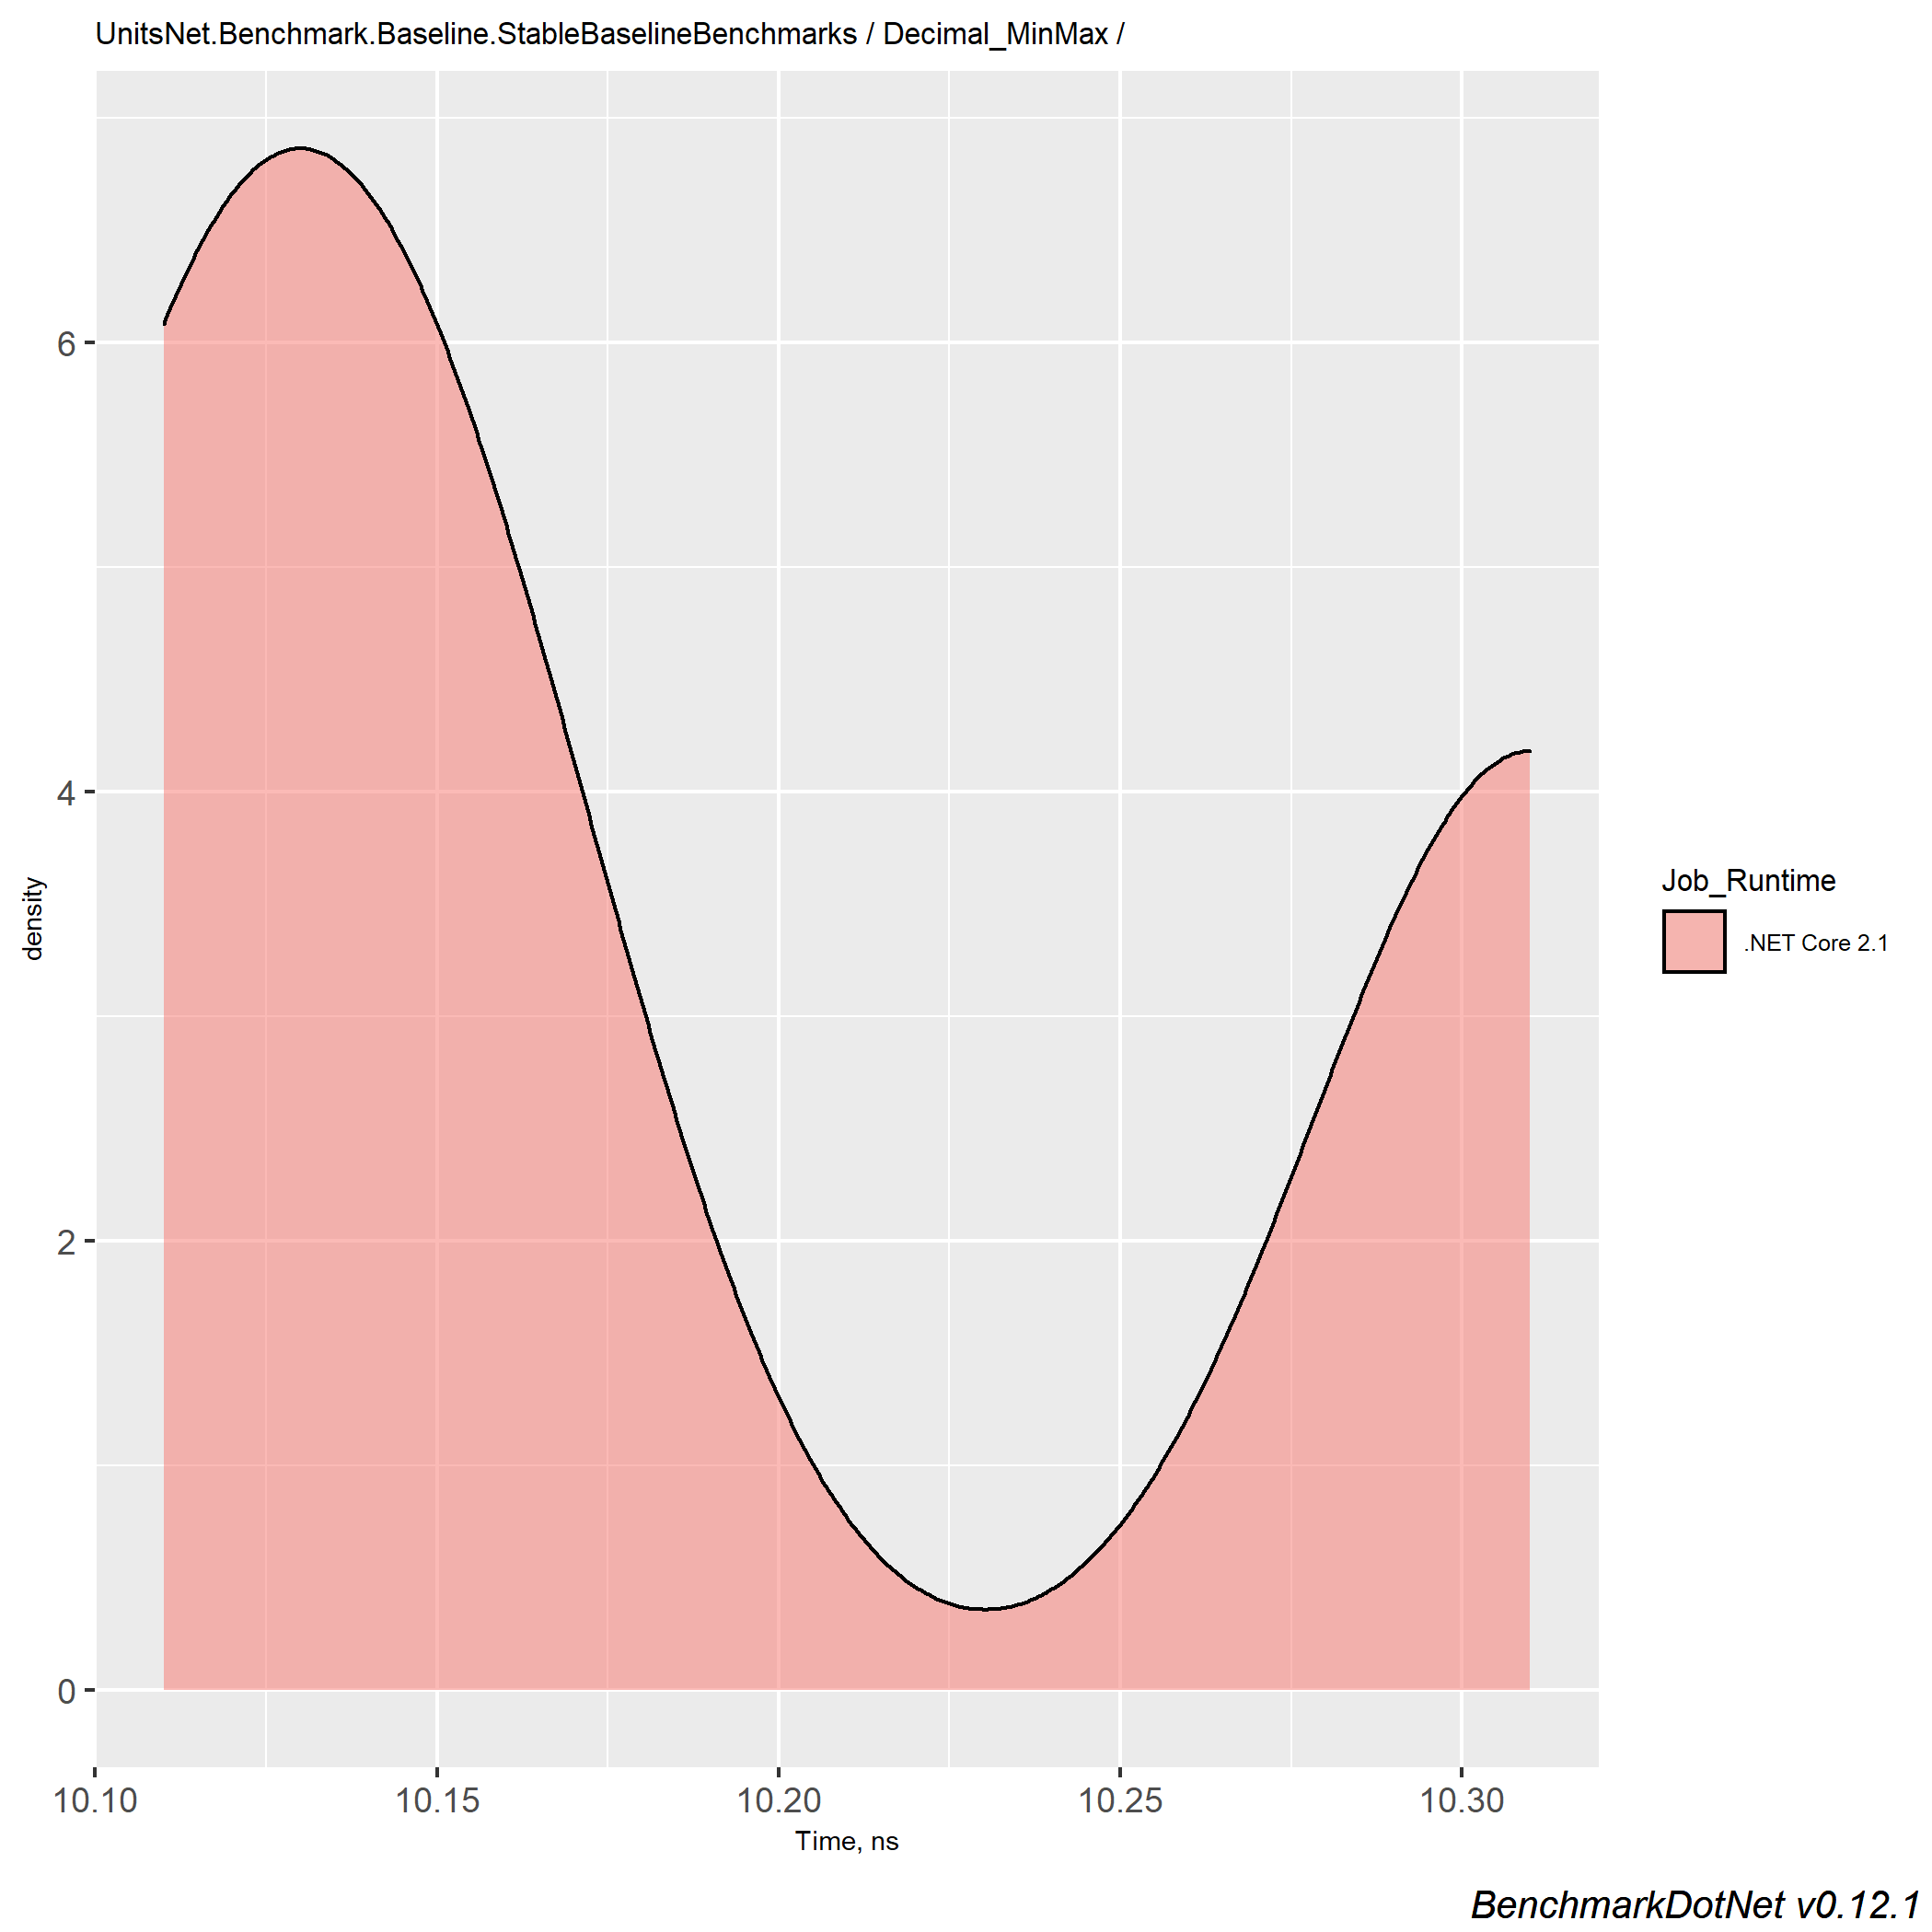 UnitsNet.Benchmark.Baseline.StableBaselineBenchmarks / Decimal_MinMax /
6
4
2
0
density
10.10 10.15 10.20 10.25 10.30
Time, ns
Job_Runtime
.NET Core 2.1
BenchmarkDotNet v0.12.1